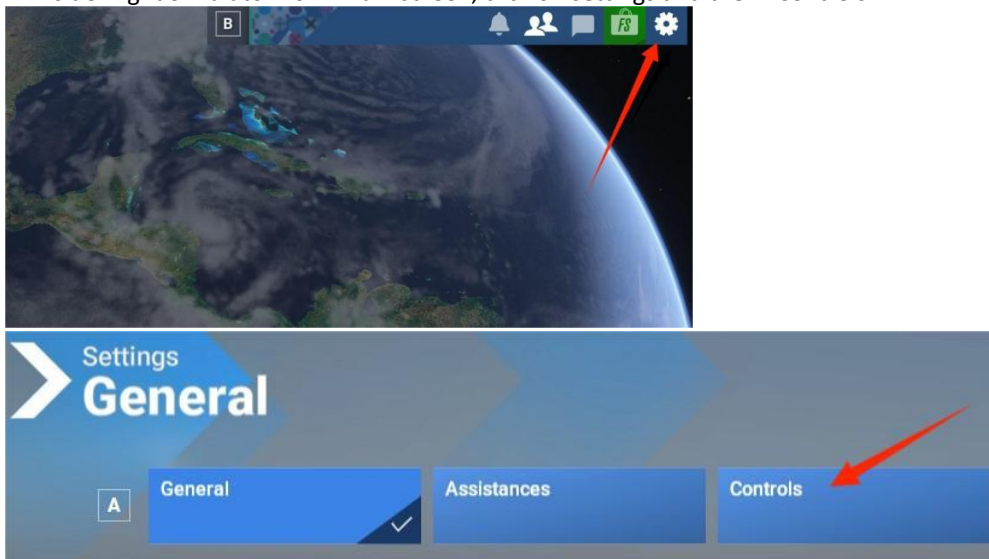 B
FS
Settings
General
A
General
Assistances
Controls